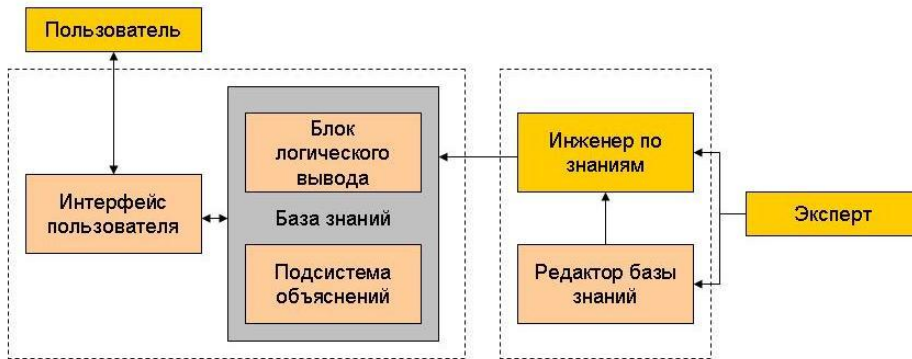 Пользователь
Блок
логического
вывода
Инженер по
знаниям
Интерфейс
пользователя
База знаний
Эксперт
Подсистема
объяснений
Редактор базы
знаний